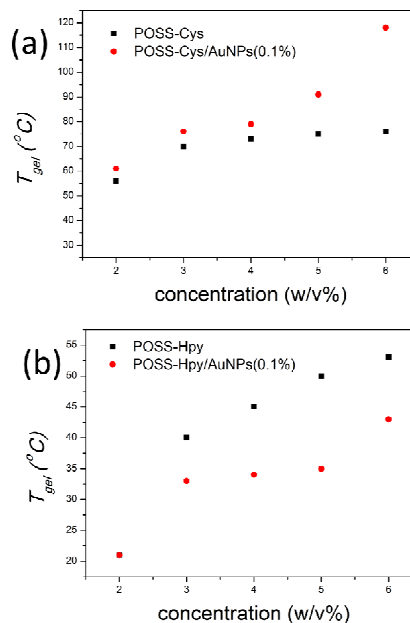 (a)
POSS-Cys
POSS-Cys/AuNPs(0.1%)
120
110
100
90
80
70
60
50
40
30
T_gel (°C)
2 3 4 5 6
concentration (w/v%)
(b)
POSS-Hpy
POSS-Hpy/AuNPs(0.1%)
55
50
45
40
35
30
25
20
T_gel (°C)
2 3 4 5 6
concentration (w/v%)